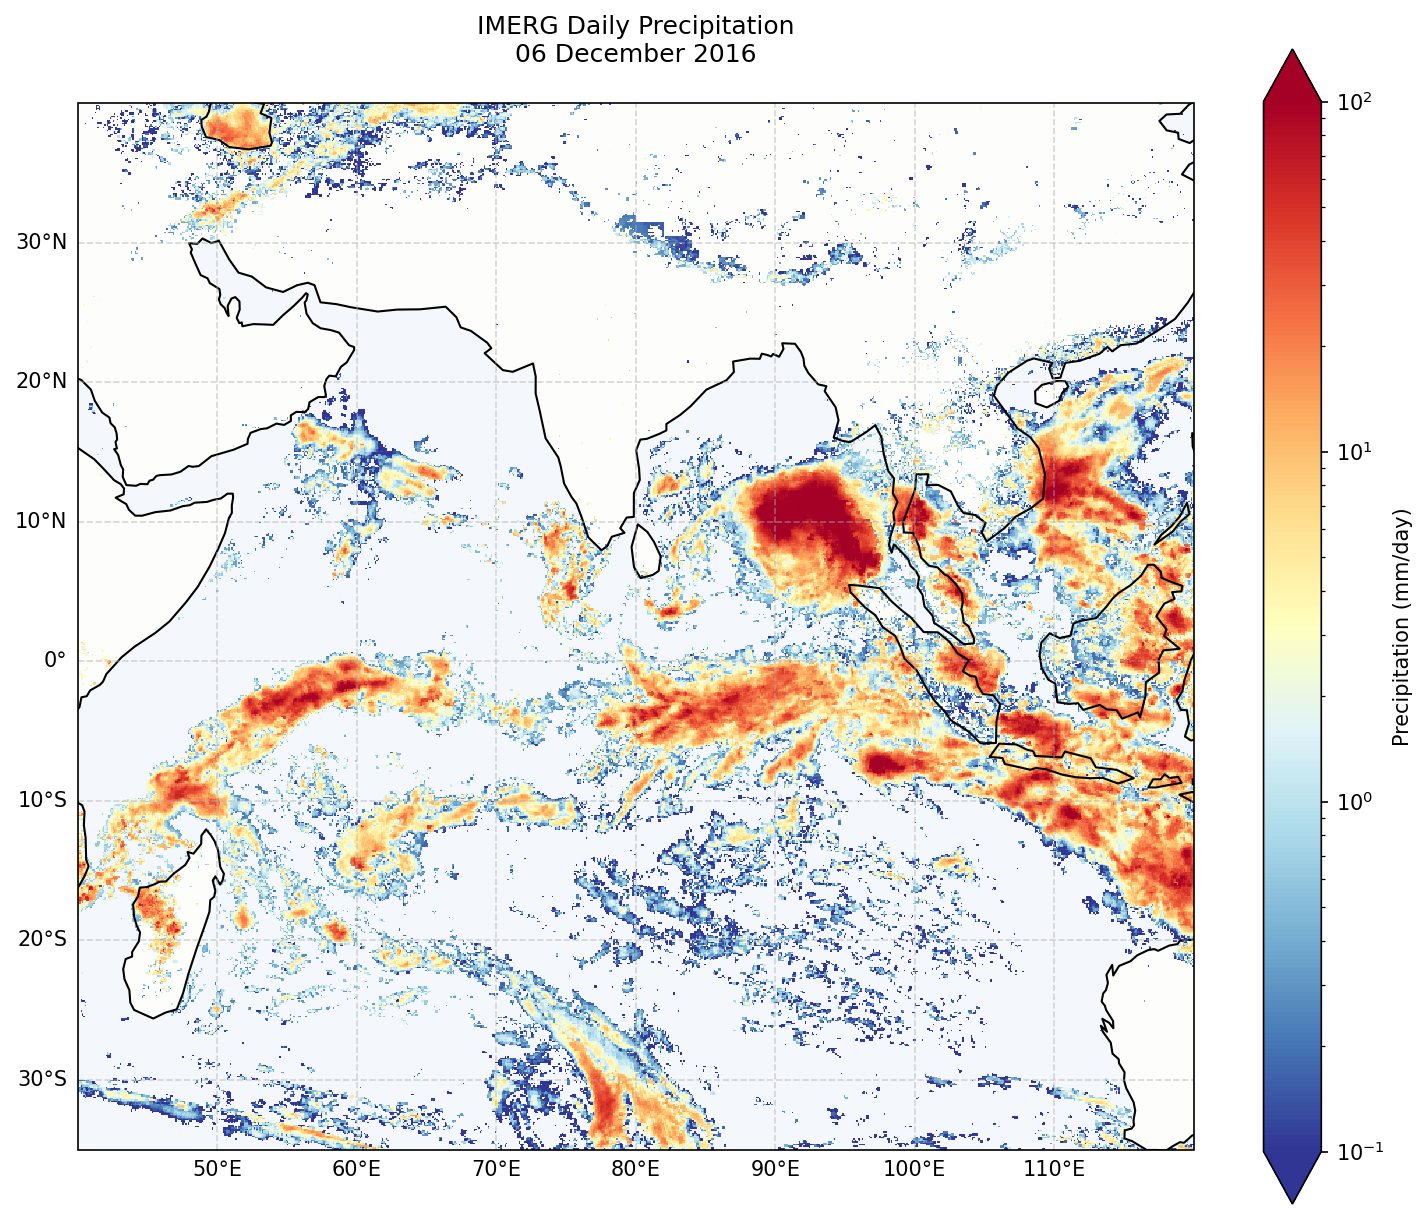 IMERG Daily Precipitation
06 December 2016
30°N
20°N
10°N
0°
10°S
20°S
30°S
50°E 60°E 70°E 80°E 90°E 100°E 110°E
10²
10¹
10⁰
10⁻¹
Precipitation (mm/day)